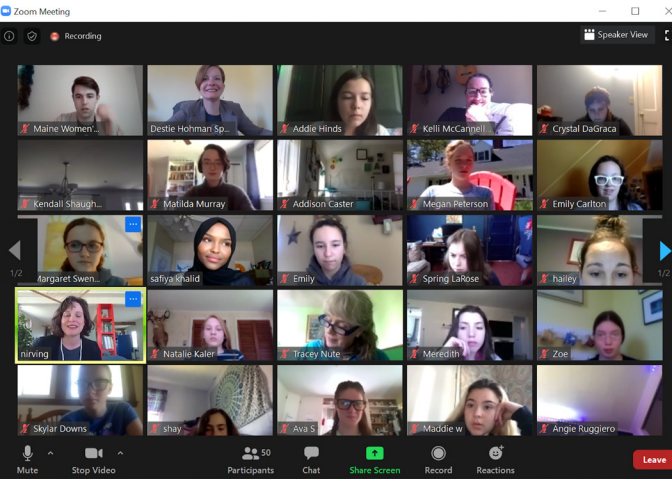 Zoom Meeting
Recording
Speaker View
Maine Women'...
Destie Hohman Sp...
Addie Hinds
Kelli McCannell
Crystal DaGraca
Kendall Shaugh...
Matilda Murray
Addison Caster
Megan Peterson
Emily Carlton
Margaret Swen...
safiya khalid
Emily
Spring LaRose
hailey
1/2
1/2
nirving
Natalie Kaler
Tracey Nute
Meredith
Zoe
Skylar Downs
shay
Ava S
Maddie w
Angie Ruggiero
Mute
Stop Video
Participants
50
Chat
Share Screen
Record
Reactions
Leave